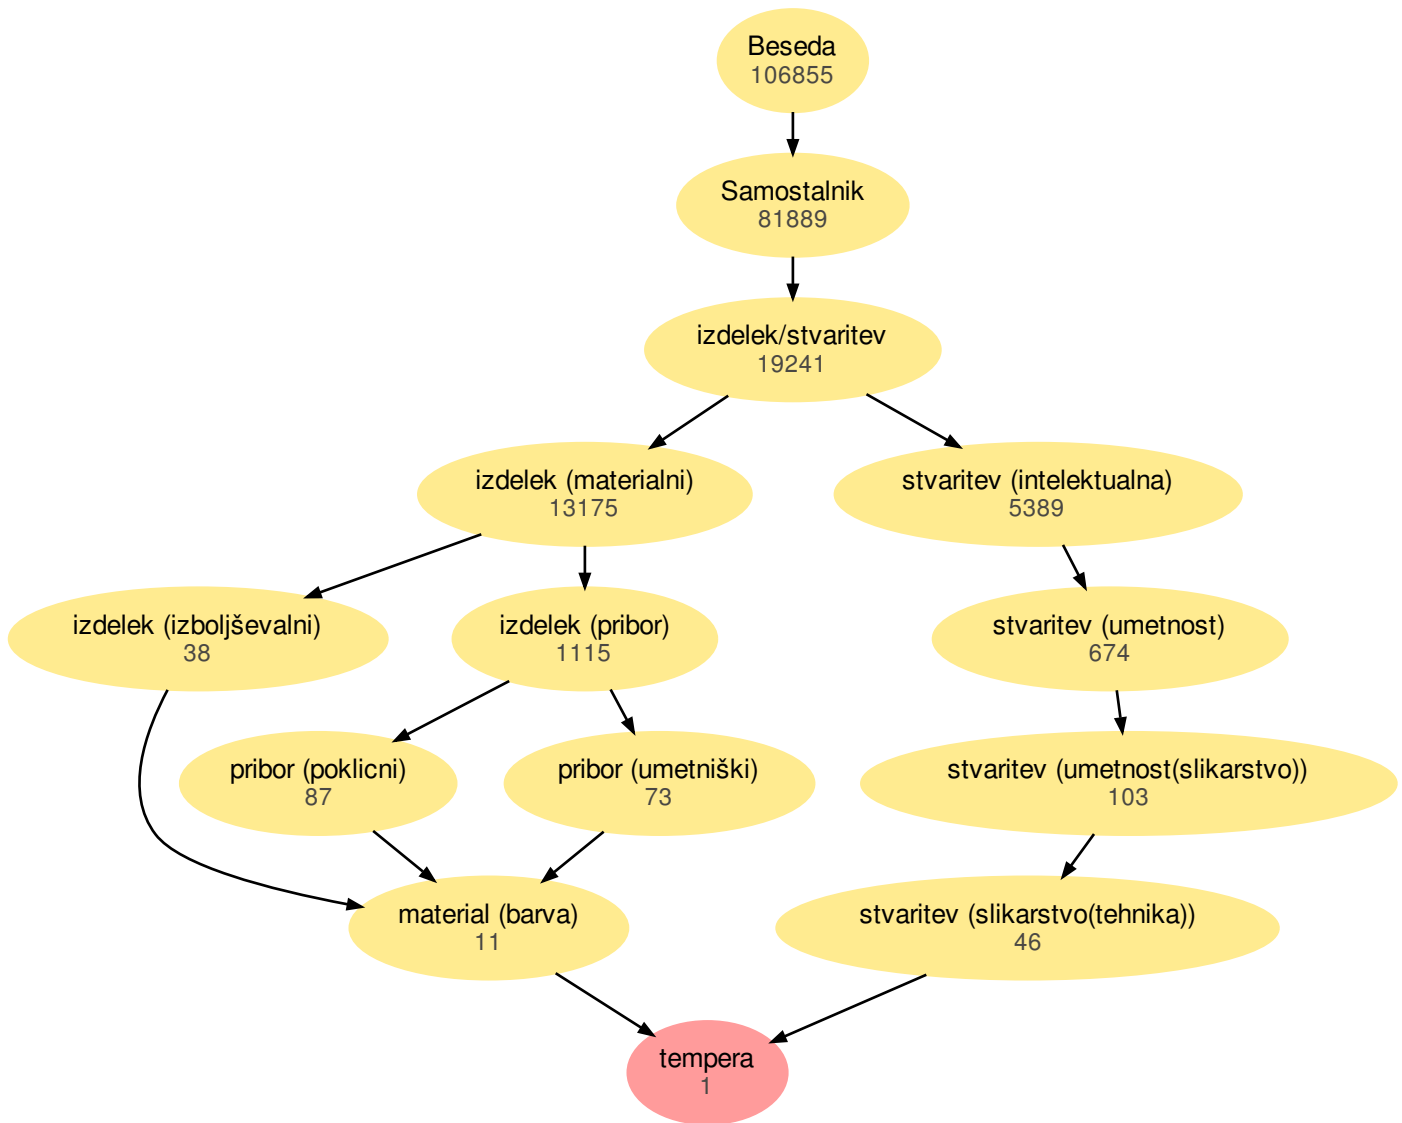 Beseda
106855
Samostalnik
81889
izdelek/stvaritev
19241
izdelek (materialni)
13175
stvaritev (intelektualna)
5389
izdelek (izboljševalni)
38
izdelek (pribor)
1115
stvaritev (umetnost)
674
pribor (poklicni)
87
pribor (umetniški)
73
stvaritev (umetnost(slikarstvo))
103
material (barva)
11
stvaritev (slikarstvo(tehnika))
46
tempera
1